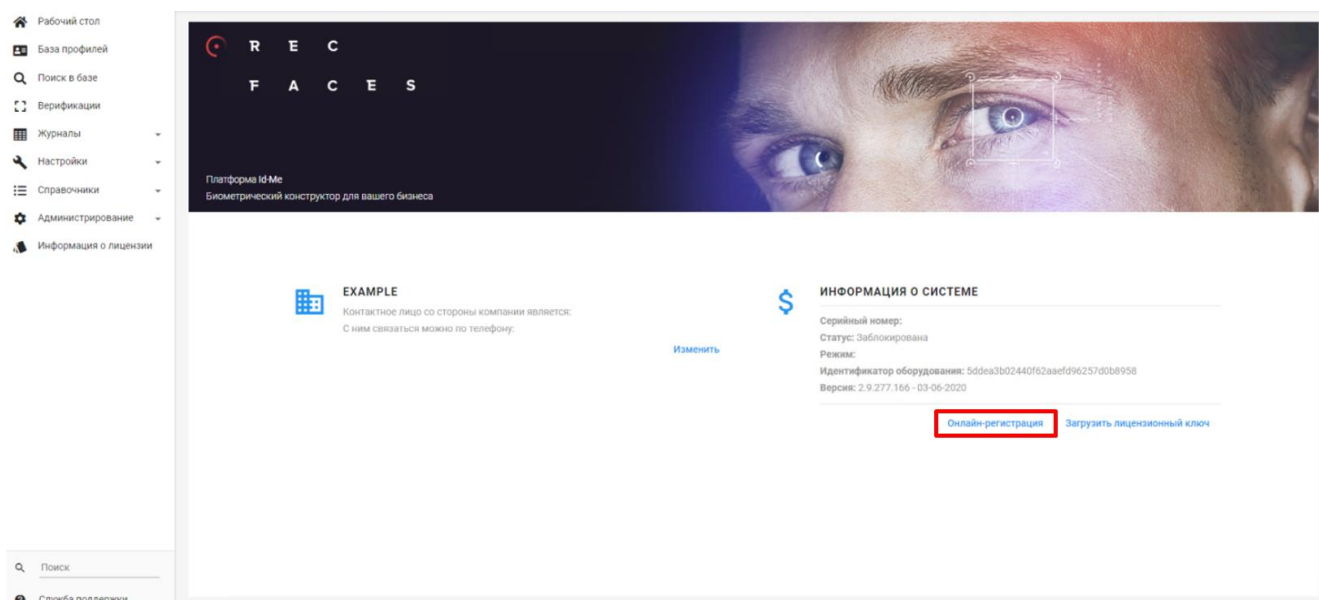 Рабочий стол
База профилей
Поиск в базе
Верификации
Журналы
Настройки
Справочники
Администрирование
Информация о лицензии
Поиск
Служба поддержки
R E C
F A C E S
Платформа Id-Me
Биометрический конструктор для вашего бизнеса
EXAMPLE
Контактное лицо со стороны компании является:
С ним связаться можно по телефону:
Изменить
ИНФОРМАЦИЯ О СИСТЕМЕ
Серийный номер:
Статус: Заблокирована
Режим:
Идентификатор оборудования: 5ddea3b02440f62aaefd96257d0b8958
Версия: 2.9.277.166 - 03-06-2020
Онлайн-регистрация Загрузить лицензионный ключ